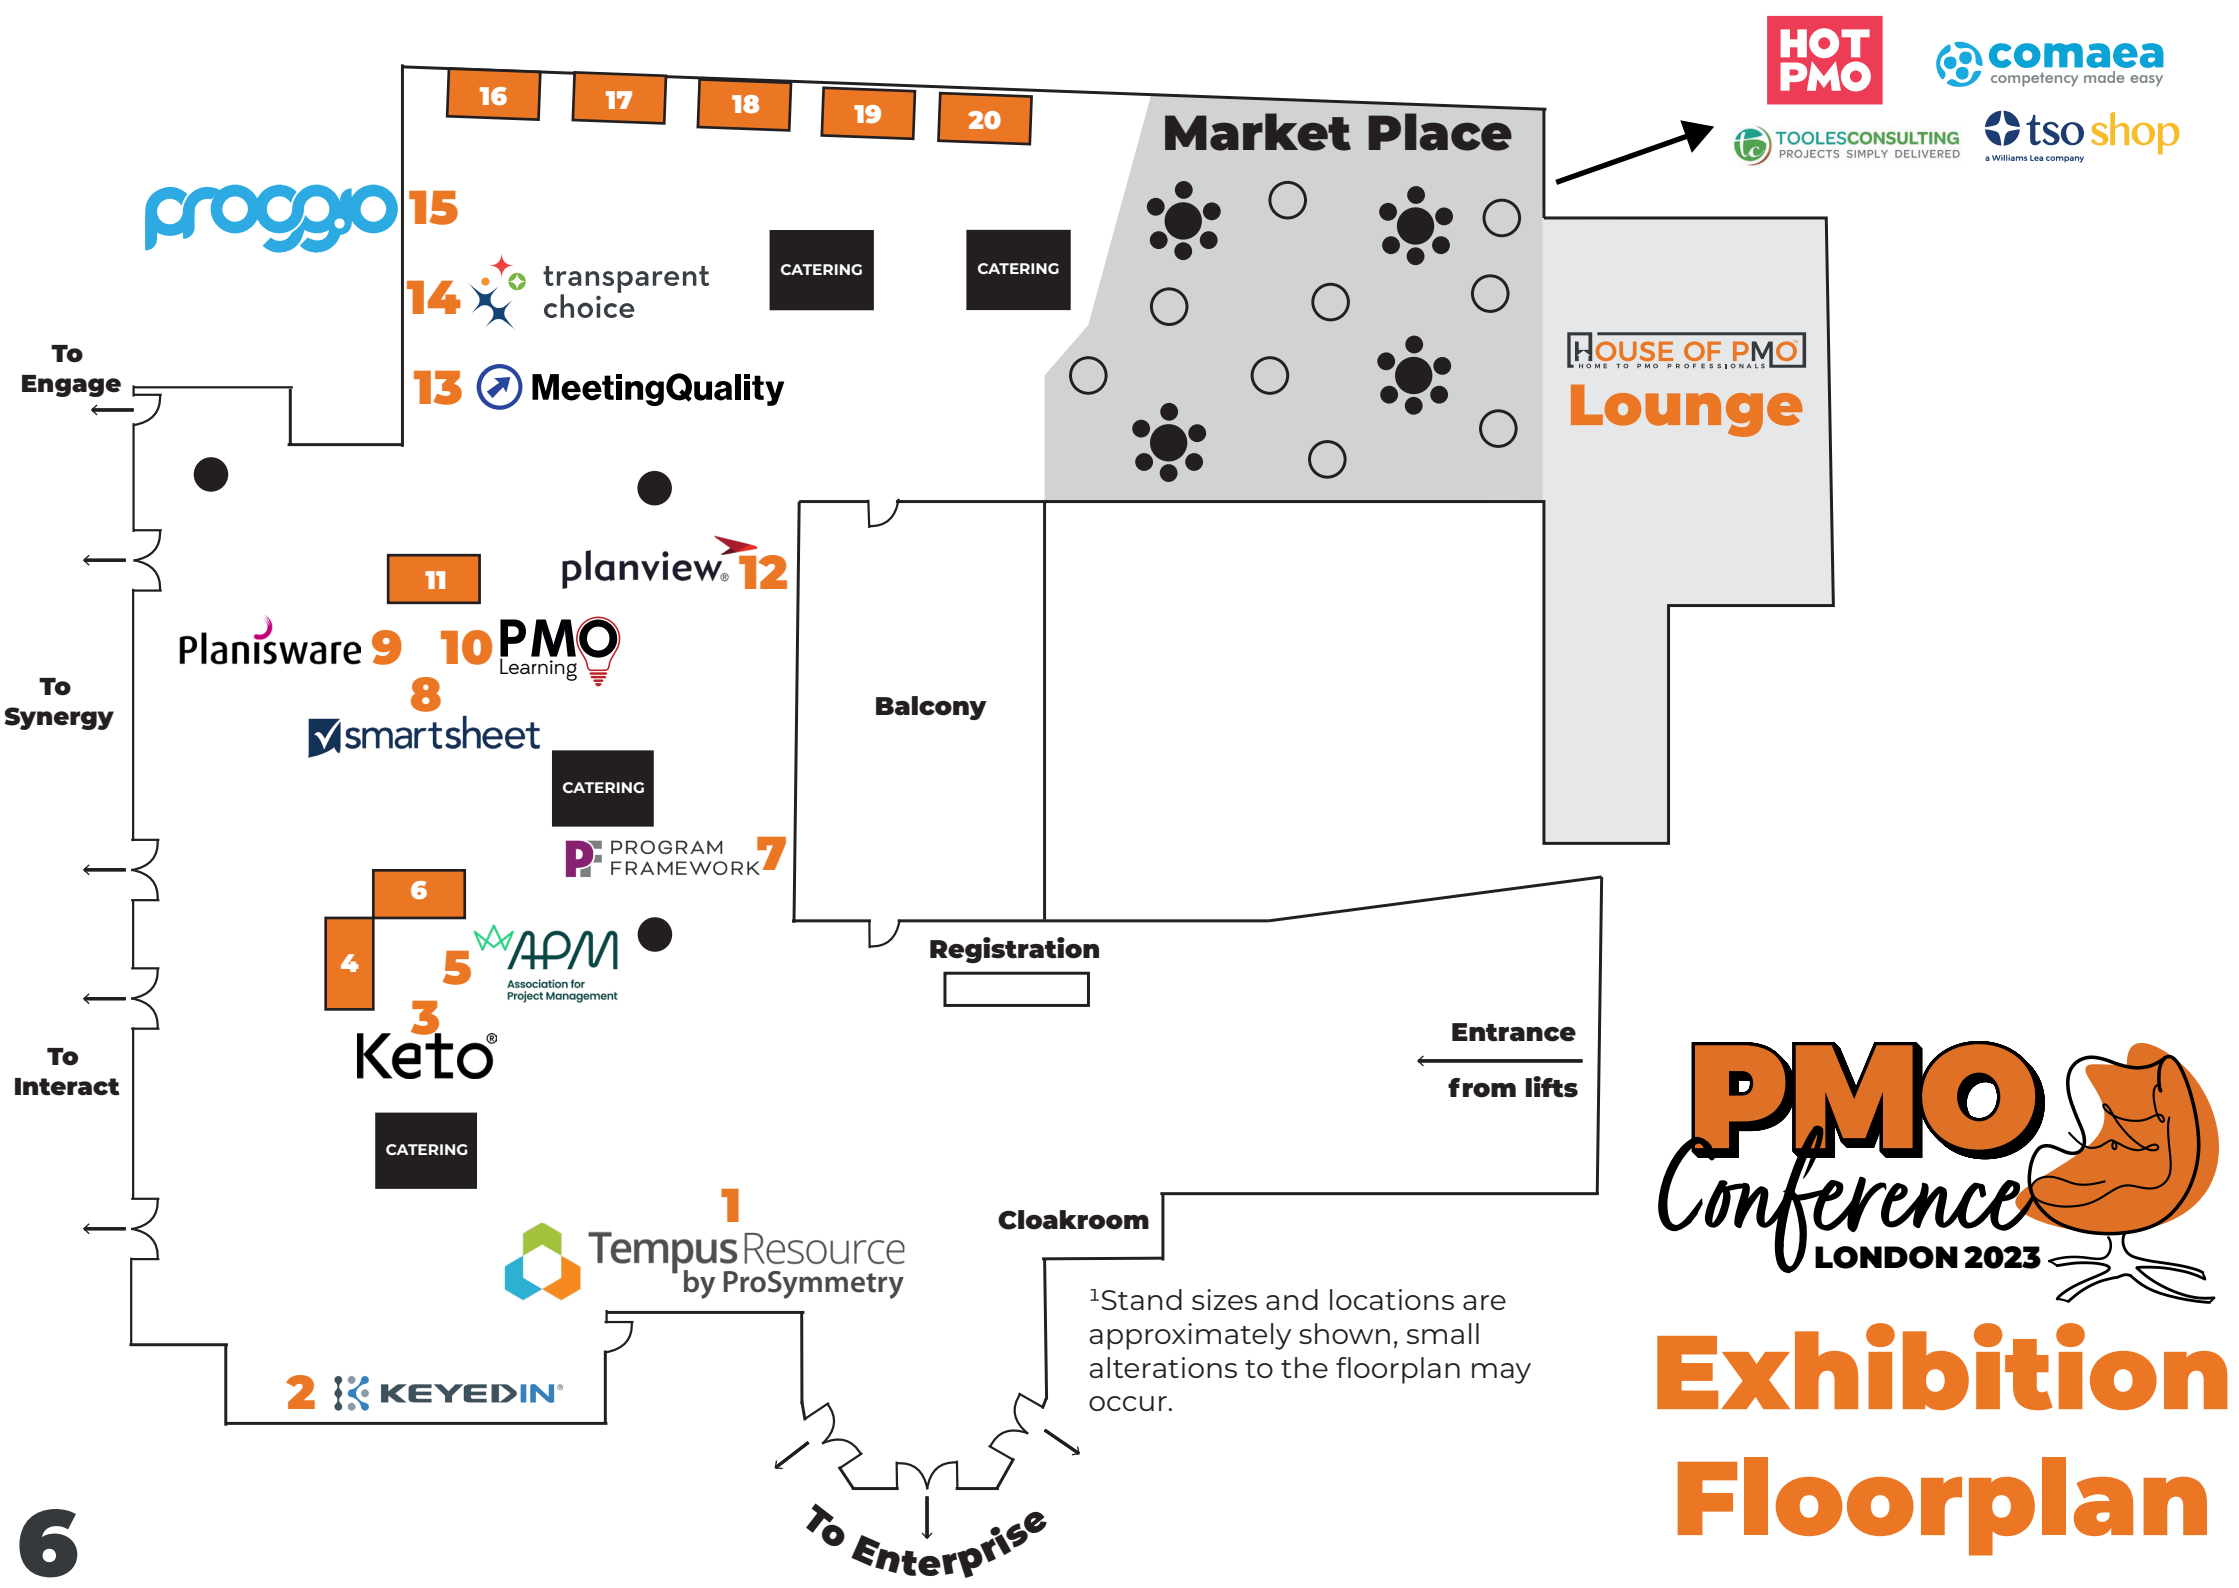 HOT
PMO
comaea
competency made easy
tc TOOLESCONSULTING
PROJECTS SIMPLY DELIVERED
tso shop
a Williams Lea company
16
17
18
19
20
Market Place
proggio 15
CATERING
CATERING
14 transparent
choice
13 MeetingQuality
To
Engage
HOUSE OF PMO
HOME TO PMO PROFESSIONALS
Lounge
planview® 12
11
Planisware 9
10 PMO
Learning
8
smartsheet
To
Synergy
Balcony
CATERING
PF PROGRAM
FRAMEWORK 7
6
4
5 APM
Association for
Project Management
3
Keto®
Registration
To
Interact
Entrance
from lifts
CATERING
1
Tempus Resource
by ProSymmetry
Cloakroom
2 KEYEDIN®
¹Stand sizes and locations are
approximately shown, small
alterations to the floorplan may
occur.
To Enterprise
PMO
Conference
LONDON 2023
Exhibition
Floorplan
6